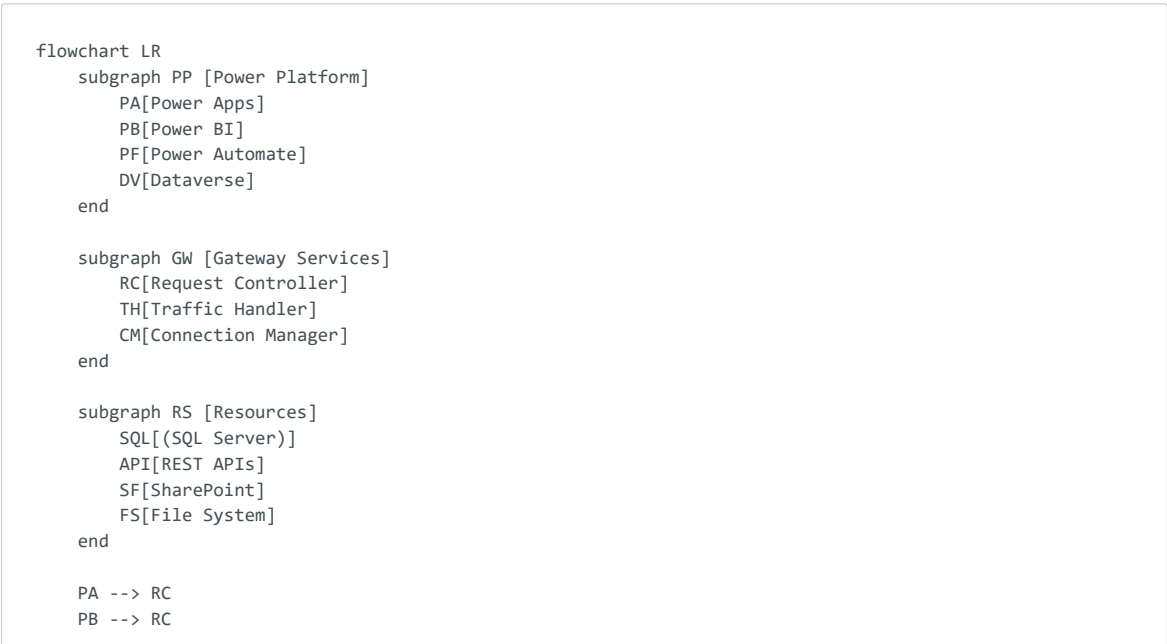 flowchart LR
    subgraph PP [Power Platform]
        PA[Power Apps]
        PB[Power BI]
        PF[Power Automate]
        DV[Dataverse]
    end

    subgraph GW [Gateway Services]
        RC[Request Controller]
        TH[Traffic Handler]
        CM[Connection Manager]
    end

    subgraph RS [Resources]
        SQL[(SQL Server)]
        API[REST APIs]
        SF[SharePoint]
        FS[File System]
    end

    PA --> RC
    PB --> RC